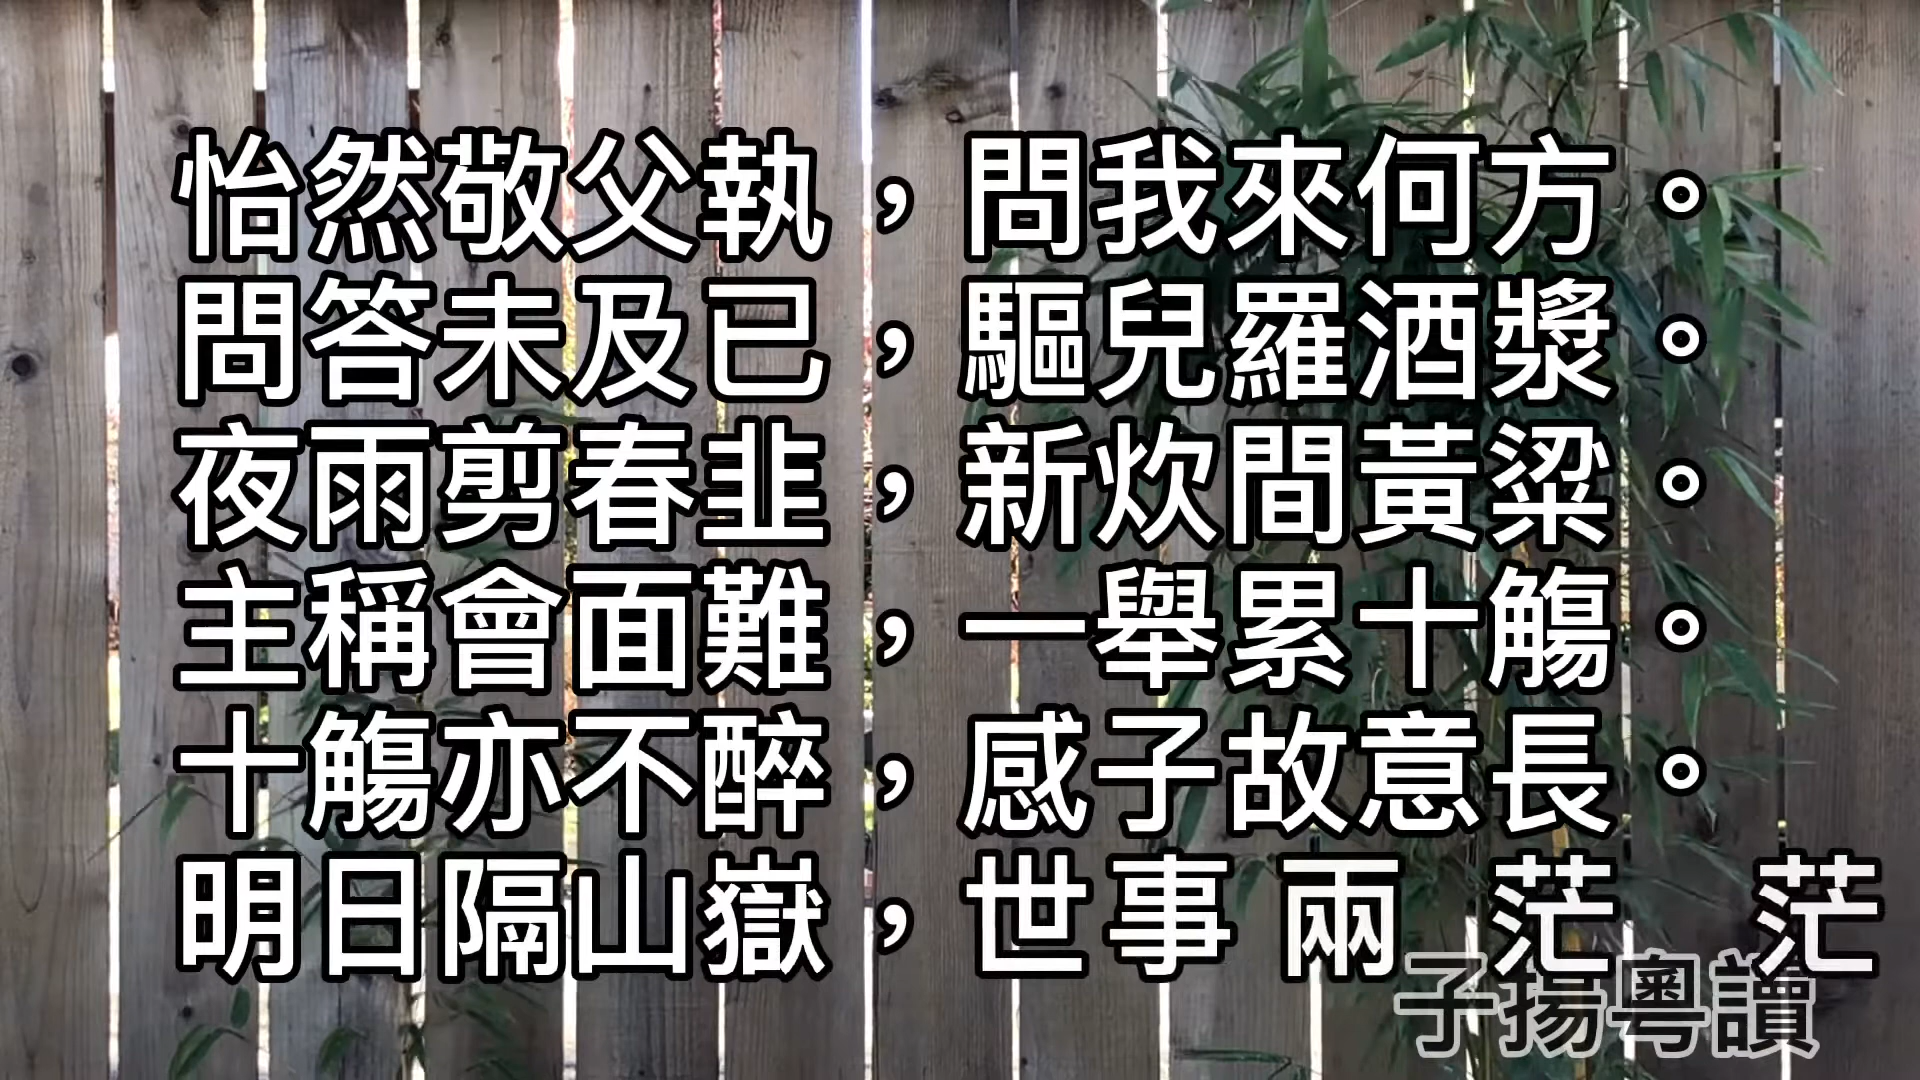 怡然敬父執，問我來何方。
問答未及已，驅兒羅酒漿。
夜雨剪春韭，新炊間黃粱。
主稱會面難，一舉累十觴。
十觴亦不醉，感子故意長。
明日隔山嶽，世事兩茫茫
子揚粵讀